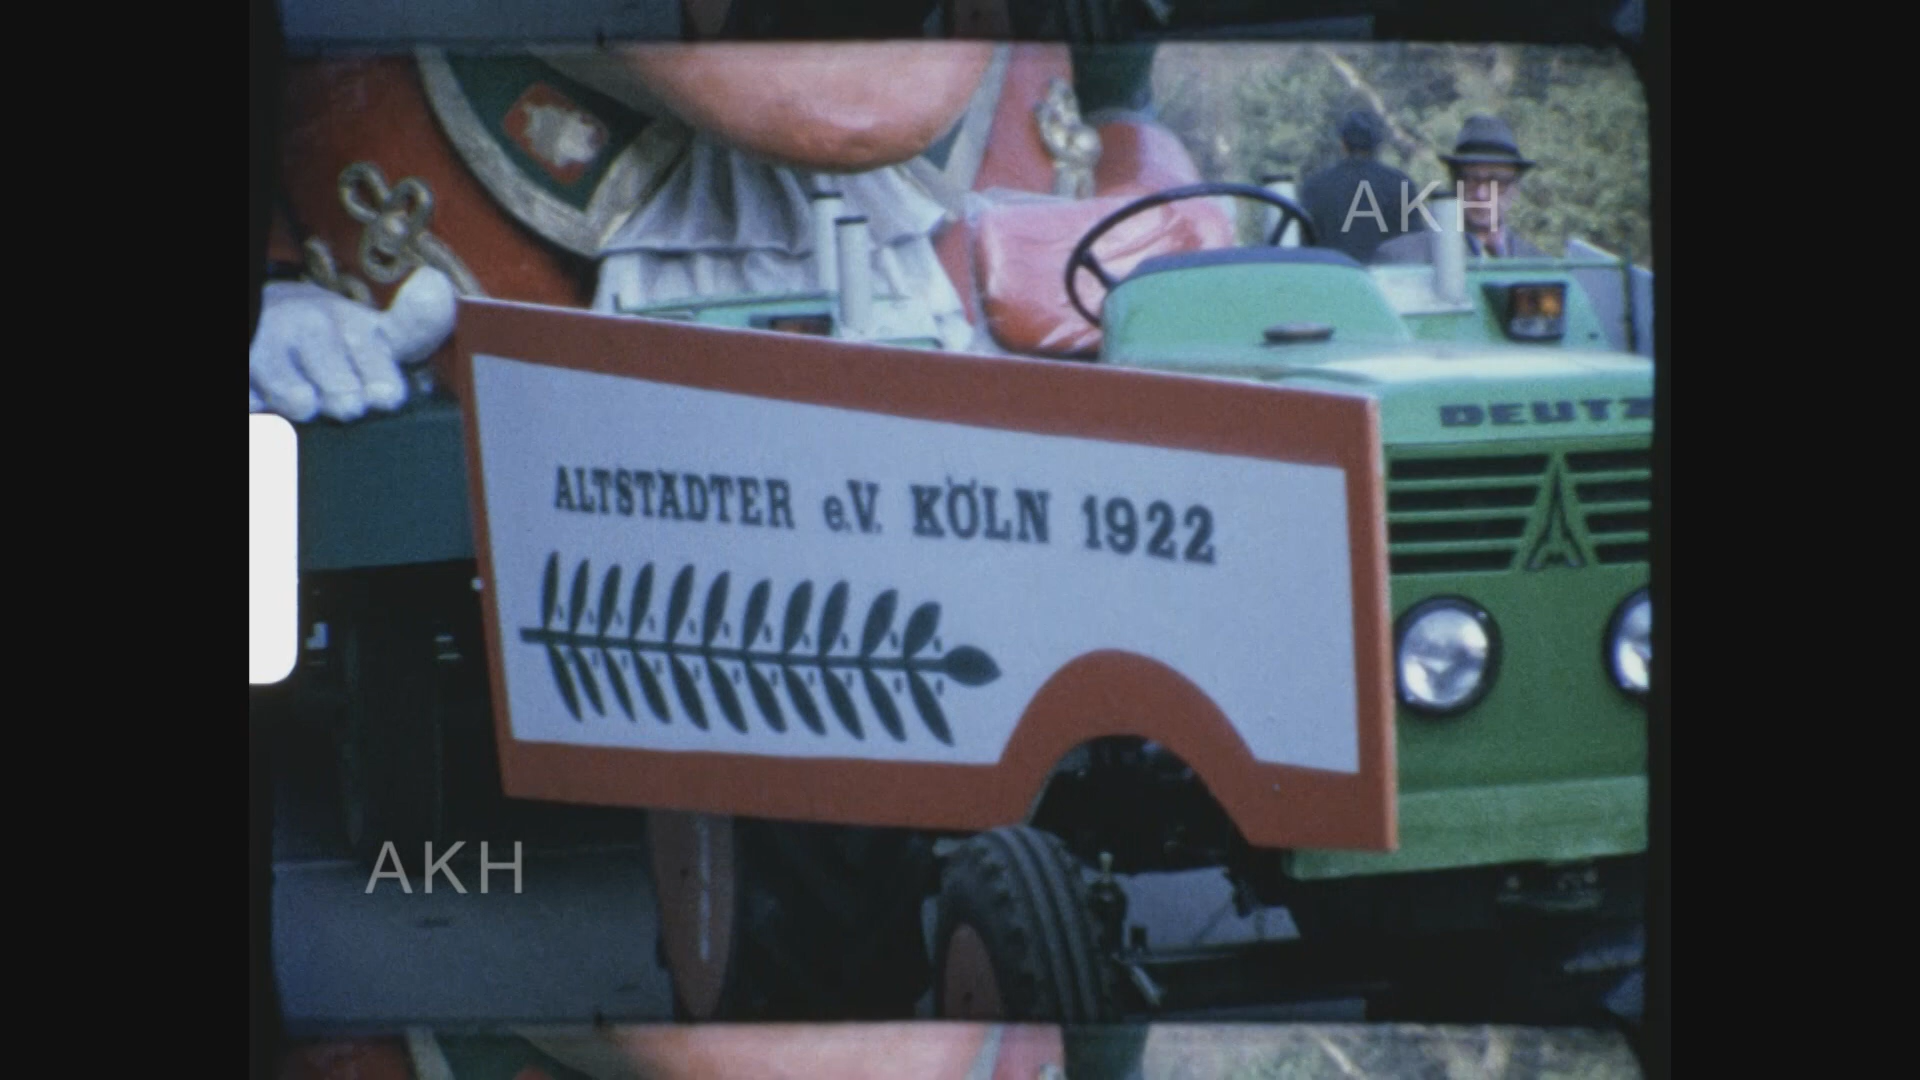 AKH
DEUTZ
ALTSTÄDTER e.V. KÖLN 1922
AKH